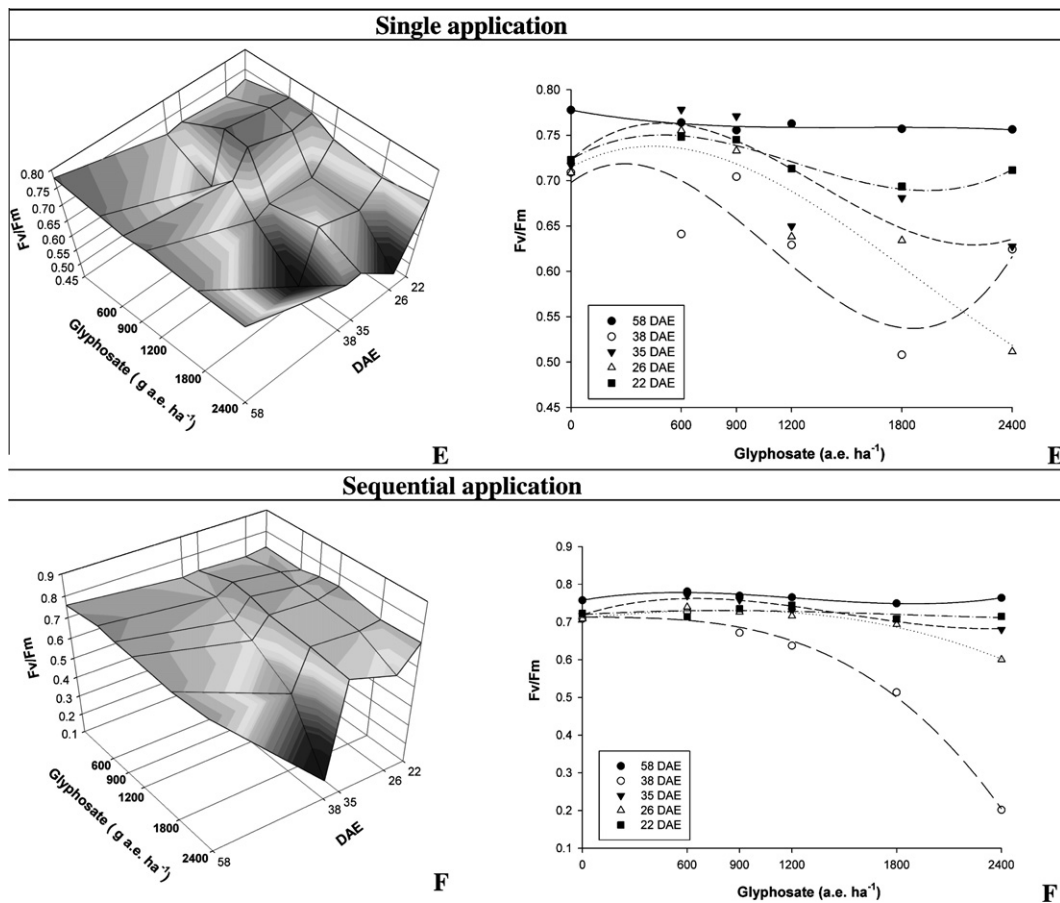 Single application
0.80
0.75
0.70
0.65
0.60
0.55
0.50
0.45
Fv/Fm
600
900
1200
1800
2400
Glyphosate ( g a.e. ha-1)
58
38
35
26
22
DAE
E
0.80
0.75
0.70
0.65
0.60
0.55
0.50
0.45
Fv/Fm
58 DAE
38 DAE
35 DAE
26 DAE
22 DAE
0
600
900
1200
1800
2400
Glyphosate (a.e. ha-1)
E
Sequential application
0.9
0.8
0.7
0.6
0.5
0.4
0.3
0.2
0.1
Fv/Fm
600
900
1200
1800
2400
Glyphosate ( g a.e. ha-1)
58
38
35
26
22
DAE
F
0.9
0.8
0.7
0.6
0.5
0.4
0.3
0.2
0.1
Fv/Fm
58 DAE
38 DAE
35 DAE
26 DAE
22 DAE
0
600
900
1200
1800
2400
Glyphosate (a.e. ha-1)
F